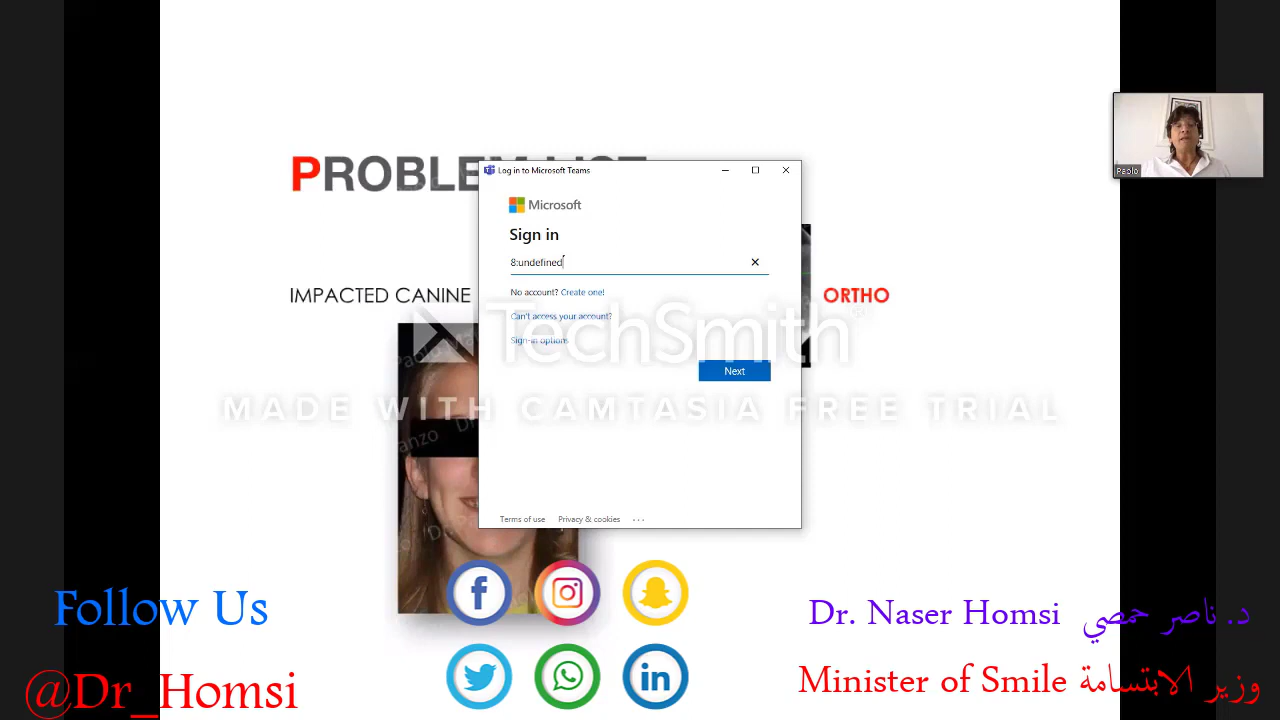 PROBLEM LIST
Log in to Microsoft Teams
Microsoft
Sign in
8:undefined
No account? Create one!
Can't access your account?
Sign-in options
Next
Terms of use Privacy & cookies ...
IMPACTED CANINE
ORTHO
Paolo
TechSmith
MADE WITH CAMTASIA FREE TRIAL
Follow Us
@Dr_Homsi
Dr. Naser Homsi د. ناصر حمصي
Minister of Smile وزير الابتسامة